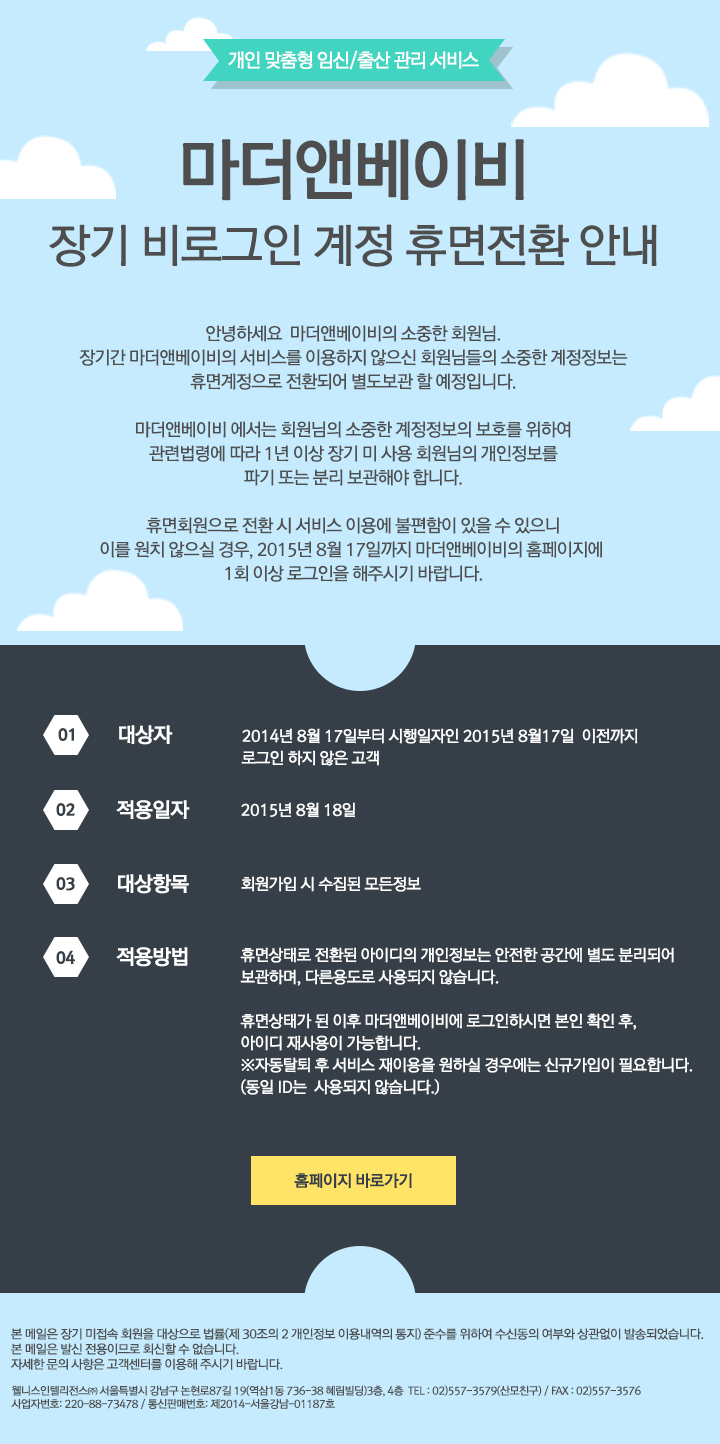 개인 맞춤형 임신/출산 관리 서비스
마더앤베이비
장기 비로그인 계정 휴면전환 안내
안녕하세요 마더앤베이비의 소중한 회원님.
장기간 마더앤베이비의 서비스를 이용하지 않으신 회원님들의 소중한 계정정보는
휴면계정으로 전환되어 별도보관 할 예정입니다.
마더앤베이비 에서는 회원님의 소중한 계정정보의 보호를 위하여
관련법령에 따라 1년 이상 장기 미 사용 회원님의 개인정보를
파기 또는 분리 보관해야 합니다.
휴면회원으로 전환 시 서비스 이용에 불편함이 있을 수 있으니
이를 원치 않으실 경우, 2015년 8월 17일까지 마더앤베이비의 홈페이지에
1회 이상 로그인을 해주시기 바랍니다.
01 대상자 2014년 8월 17일부터 시행일자인 2015년 8월17일 이전까지
로그인 하지 않은 고객
02 적용일자 2015년 8월 18일
03 대상항목 회원가입 시 수집된 모든정보
04 적용방법 휴면상태로 전환된 아이디의 개인정보는 안전한 공간에 별도 분리되어
보관하며, 다른용도로 사용되지 않습니다.
휴면상태가 된 이후 마더앤베이비에 로그인하시면 본인 확인 후,
아이디 재사용이 가능합니다.
※자동탈퇴 후 서비스 재이용을 원하실 경우에는 신규가입이 필요합니다.
(동일 ID는 사용되지 않습니다.)
홈페이지 바로가기
본 메일은 장기 미접속 회원을 대상으로 법률(제 30조의 2 개인정보 이용내역의 통지) 준수를 위하여 수신동의 여부와 상관없이 발송되었습니다.
본 메일은 발신 전용이므로 회신할 수 없습니다.
자세한 문의 사항은 고객센터를 이용해 주시기 바랍니다.
웰니스인텔리전스㈜ 서울특별시 강남구 논현로87길 19(역삼1동 736-38 혜림빌딩)3층, 4층 TEL : 02)557-3579(산모친구) / FAX : 02)557-3576
사업자번호: 220-88-73478 / 통신판매번호: 제2014-서울강남-01187호